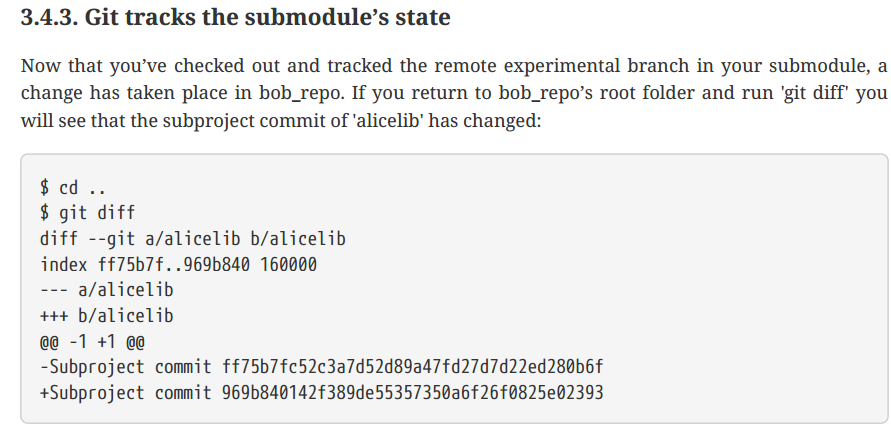 3.4.3. Git tracks the submodule’s state
Now that you’ve checked out and tracked the remote experimental branch in your submodule, a
change has taken place in bob_repo. If you return to bob_repo’s root folder and run 'git diff' you
will see that the subproject commit of 'alicelib' has changed:
$ cd ..
$ git diff
diff --git a/alicelib b/alicelib
index ff75b7f..969b840 160000
--- a/alicelib
+++ b/alicelib
@@ -1 +1 @@
-Subproject commit ff75b7fc52c3a7d52d89a47fd27d7d22ed280b6f
+Subproject commit 969b840142f389de55357350a6f26f0825e02393